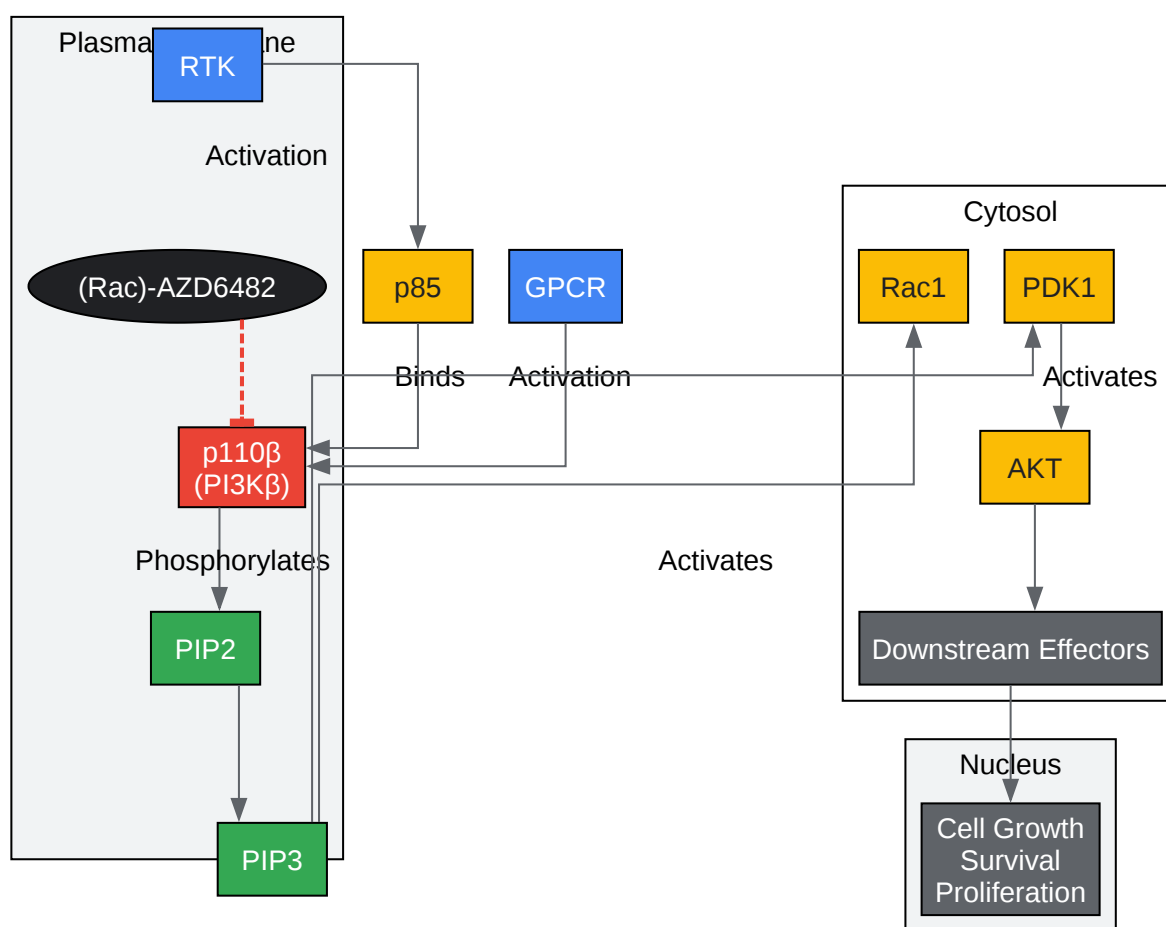 Plasma
ne
RTK
Activation
Cytosol
(Rac)-AZD6482
p85
GPCR
Rac1
PDK1
Binds
Activation
Activates
p110β
(PI3Kβ)
AKT
Phosphorylates
Activates
PIP2
Downstream Effectors
Nucleus
PIP3
Cell Growth
Survival
Proliferation